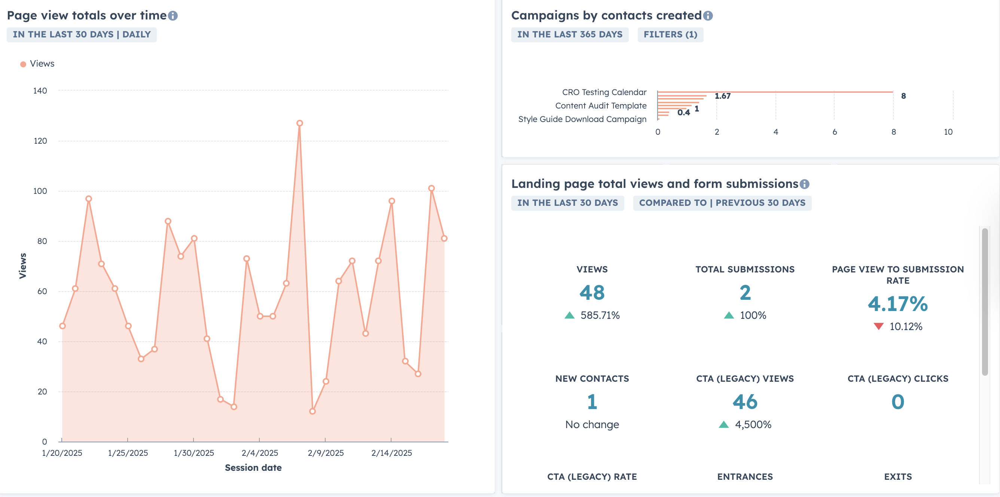 Page view totals over time
IN THE LAST 30 DAYS | DAILY
Views
140
120
100
80
60
40
20
0
Views
1/20/2025
1/25/2025
1/30/2025
2/4/2025
2/9/2025
2/14/2025
Session date
Campaigns by contacts created
IN THE LAST 365 DAYS
FILTERS (1)
CRO Testing Calendar
Content Audit Template
Style Guide Download Campaign
8
1.67
1
0.4
0
2
4
6
8
10
Landing page total views and form submissions
IN THE LAST 30 DAYS
COMPARED TO | PREVIOUS 30 DAYS
VIEWS
48
585.71%
TOTAL SUBMISSIONS
2
100%
PAGE VIEW TO SUBMISSION
RATE
4.17%
10.12%
NEW CONTACTS
1
No change
CTA (LEGACY) VIEWS
46
4,500%
CTA (LEGACY) CLICKS
0
CTA (LEGACY) RATE
ENTRANCES
EXITS